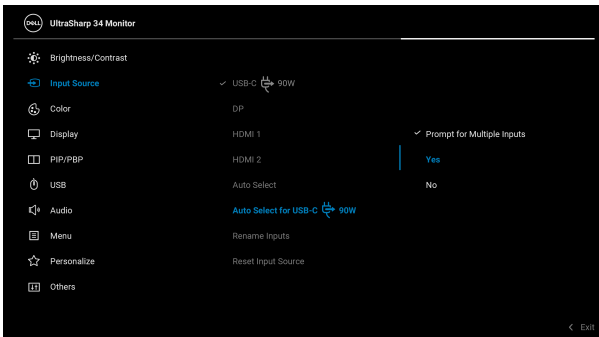 DELL UltraSharp 34 Monitor
Brightness/Contrast
Input Source
USB-C 90W
Color
DP
Display
HDMI 1
Prompt for Multiple Inputs
PIP/PBP
HDMI 2
Yes
USB
Auto Select
No
Audio
Auto Select for USB-C 90W
Menu
Rename Inputs
Personalize
Reset Input Source
Others
Exit